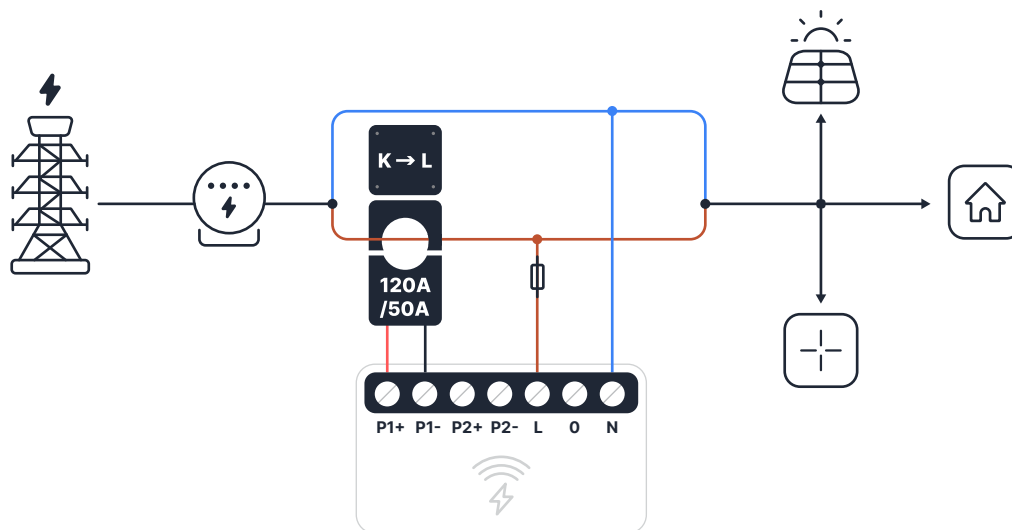 K → L
120A
/50A
P1+ P1- P2+ P2- L 0 N